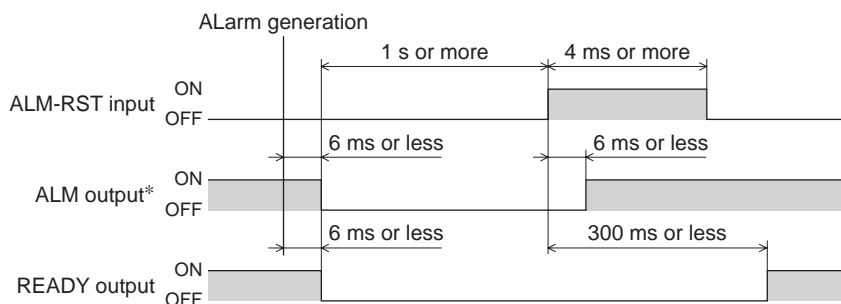 ALarm generation
1 s or more
4 ms or more
ALM-RST input
ON
OFF
6 ms or less
6 ms or less
ALM output*
ON
OFF
6 ms or less
300 ms or less
READY output
ON
OFF